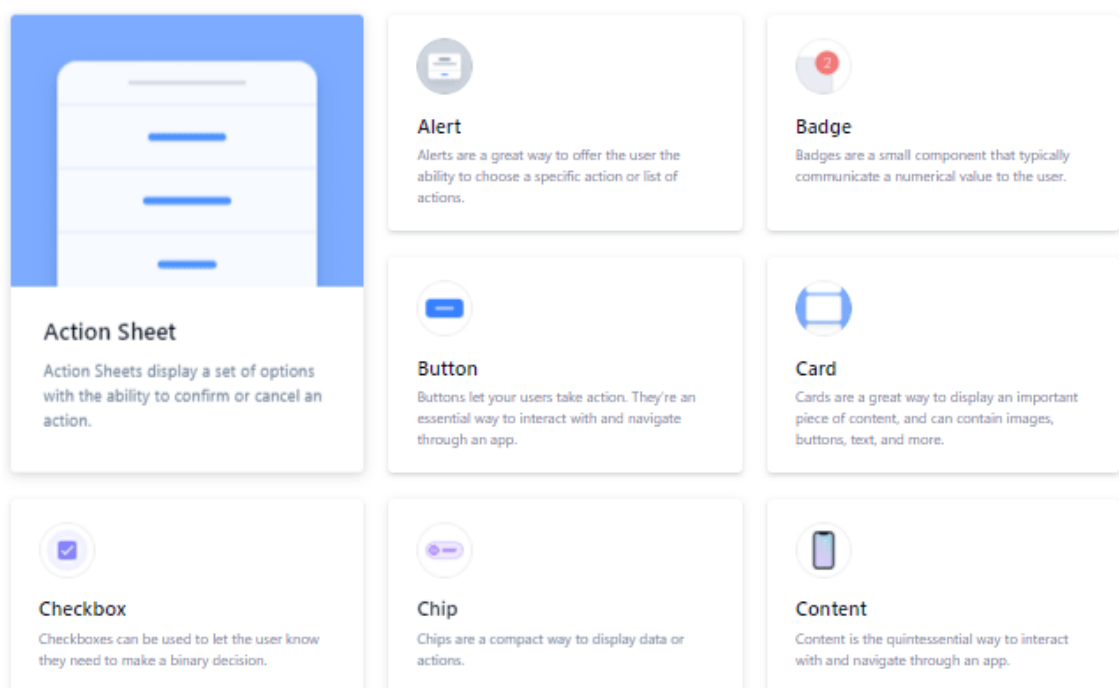 Action Sheet
Action Sheets display a set of options
with the ability to confirm or cancel an
action.
Alert
Alerts are a great way to offer the user the
ability to choose a specific action or list of
actions.
2
Badge
Badges are a small component that typically
communicate a numerical value to the user.
Button
Buttons let your users take action. They're an
essential way to interact with and navigate
through an app.
Card
Cards are a great way to display an important
piece of content, and can contain images,
buttons, text, and more.
Checkbox
Checkboxes can be used to let the user know
they need to make a binary decision.
Chip
Chips are a compact way to display data or
actions.
Content
Content is the quintessential way to interact
with and navigate through an app.